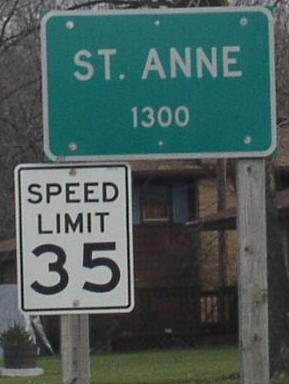 ST. ANNE
1300
SPEED
LIMIT
35